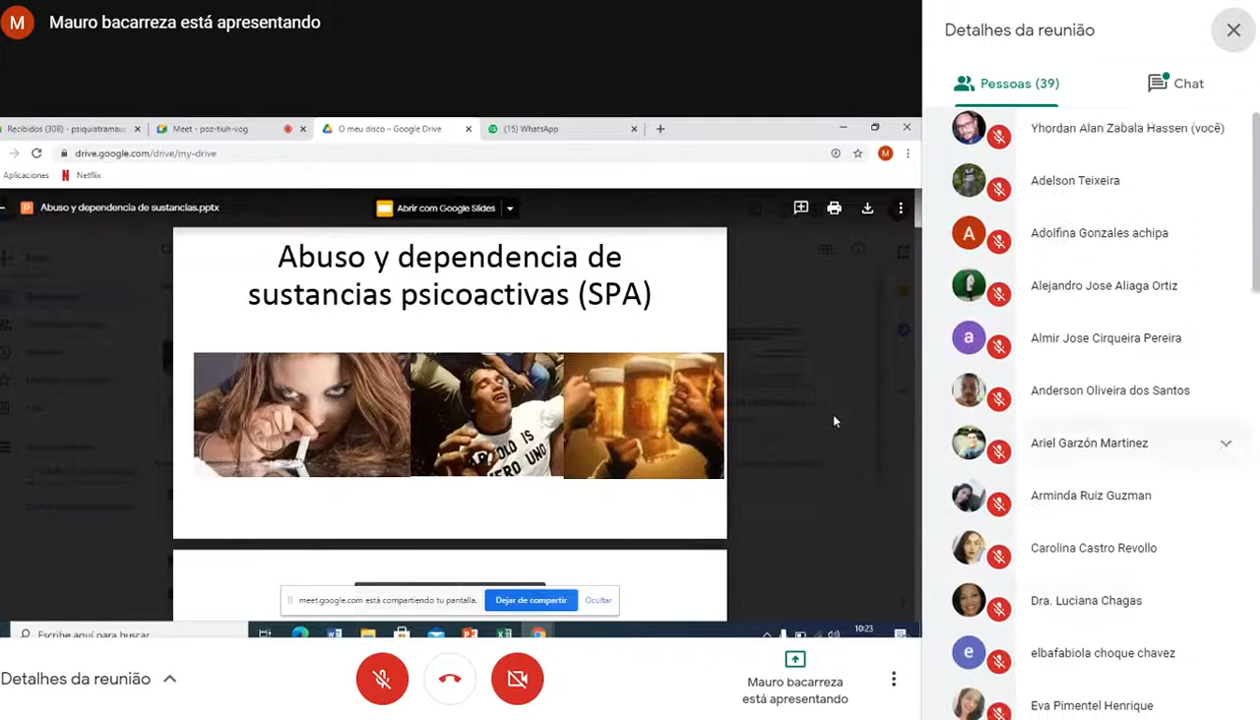 M
Mauro bacarreza está apresentando
Recibidos (308) - psiquiatramau
Meet - poz-tiuh-vog
O meu disco – Google Drive
(15) WhatsApp
drive.google.com/drive/my-drive
M
Aplicaciones
Netflix
P
Abuso y dependencia de sustancias.pptx
Abrir com Google Slides
Abuso y dependencia de
sustancias psicoactivas (SPA)
meet.google.com está compartiendo tu pantalla.
Dejar de compartir
Ocultar
Escribe aquí para buscar
10:23
Detalhes da reunião
Mauro bacarreza
está apresentando
Detalhes da reunião
Pessoas (39)
Chat
Yhordan Alan Zabala Hassen (você)
Adelson Teixeira
A
Adolfina Gonzales achipa
Alejandro Jose Aliaga Ortiz
a
Almir Jose Cirqueira Pereira
Anderson Oliveira dos Santos
Ariel Garzón Martinez
Arminda Ruiz Guzman
Carolina Castro Revollo
Dra. Luciana Chagas
e
elbafabiola choque chavez
Eva Pimentel Henrique